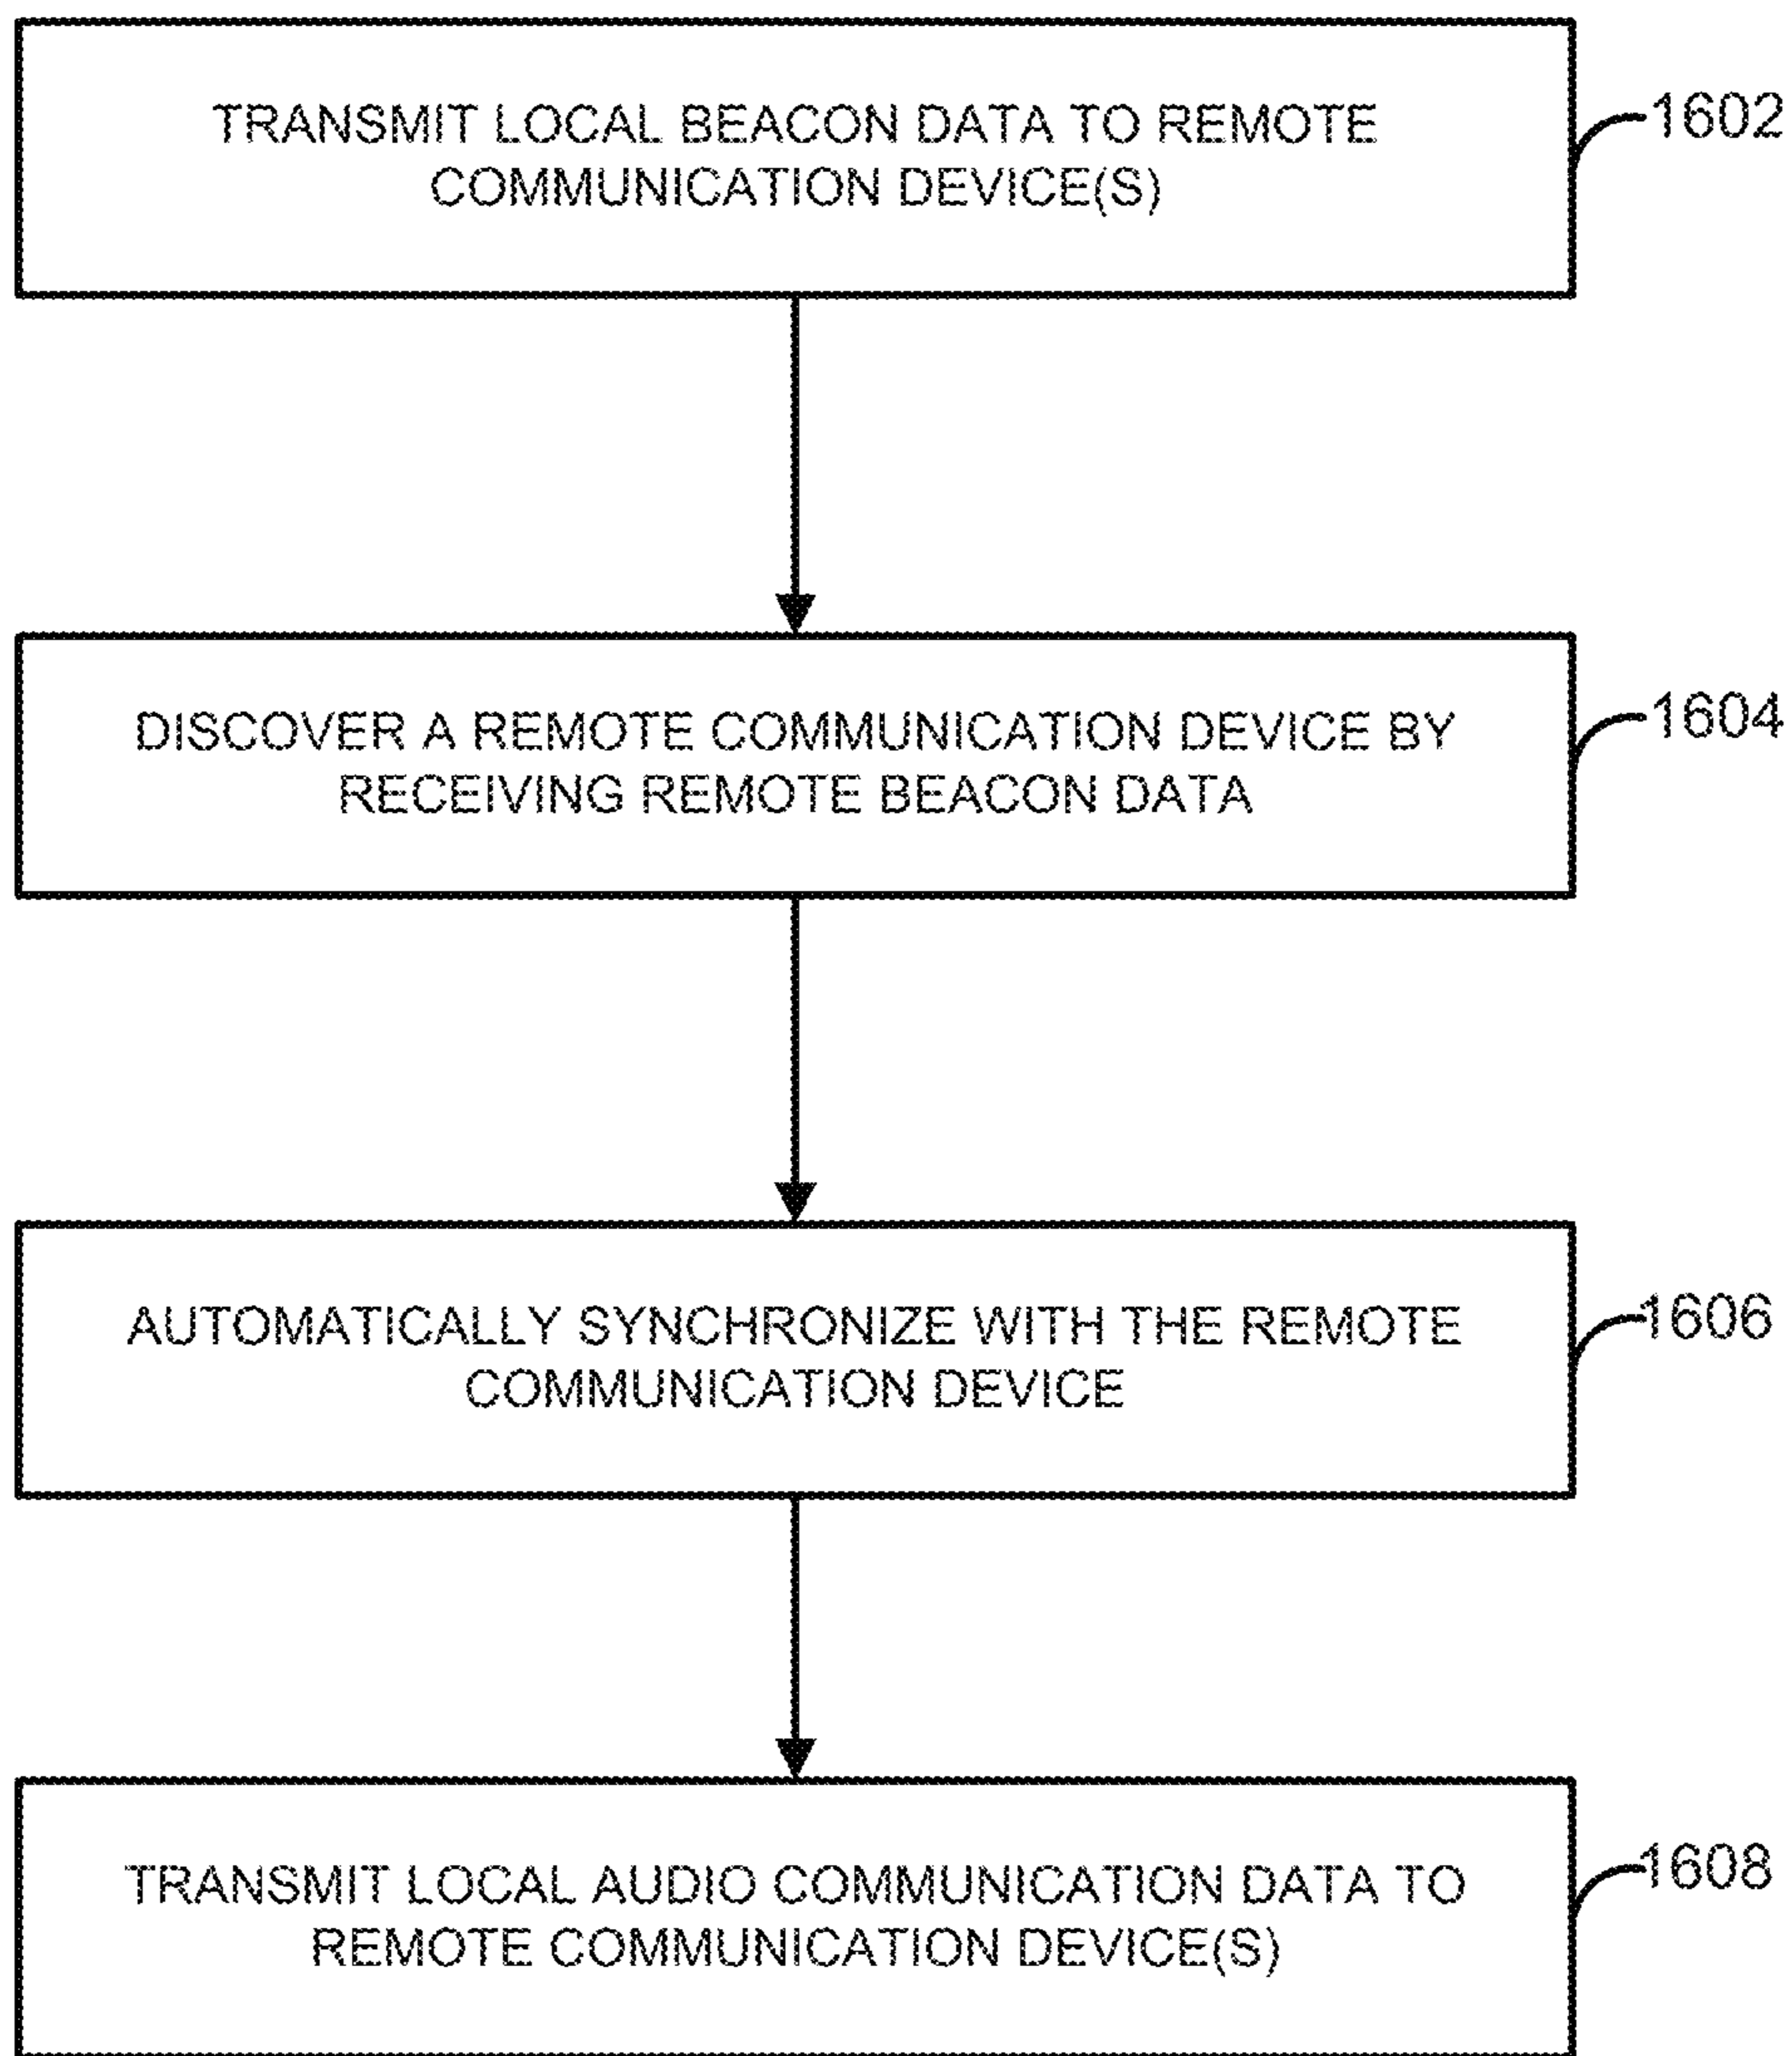 TRANSMIT LOCAL BEACON DATA TO REMOTE
COMMUNICATION DEVICE(S)
1602
DISCOVER A REMOTE COMMUNICATION DEVICE BY
RECEIVING REMOTE BEACON DATA
1604
AUTOMATICALLY SYNCHRONIZE WITH THE REMOTE
COMMUNICATION DEVICE
1606
TRANSMIT LOCAL AUDIO COMMUNICATION DATA TO
REMOTE COMMUNICATION DEVICE(S)
1608